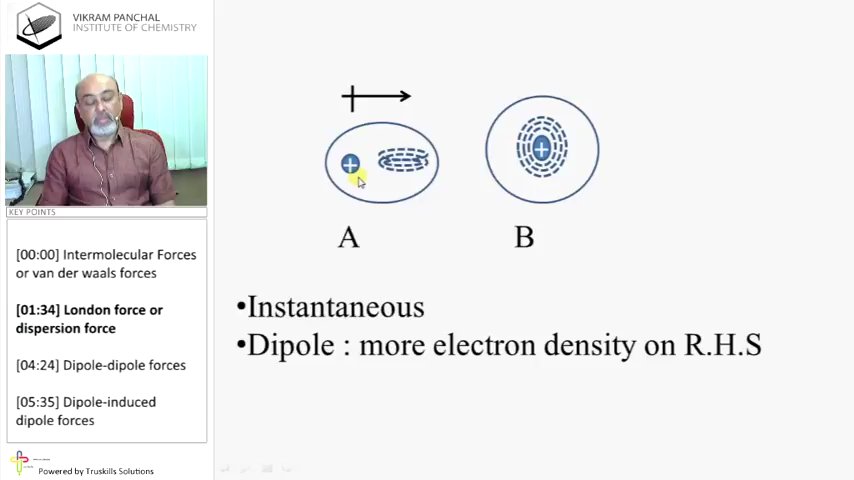 VIKRAM PANCHAL
INSTITUTE OF CHEMISTRY
KEY POINTS
[00:00] Intermolecular Forces
or van der waals forces
[01:34] London force or
dispersion force
[04:24] Dipole-dipole forces
[05:35] Dipole-induced
dipole forces
Powered by Truskills Solutions
+
+
A
B
•Instantaneous
•Dipole : more electron density on R.H.S